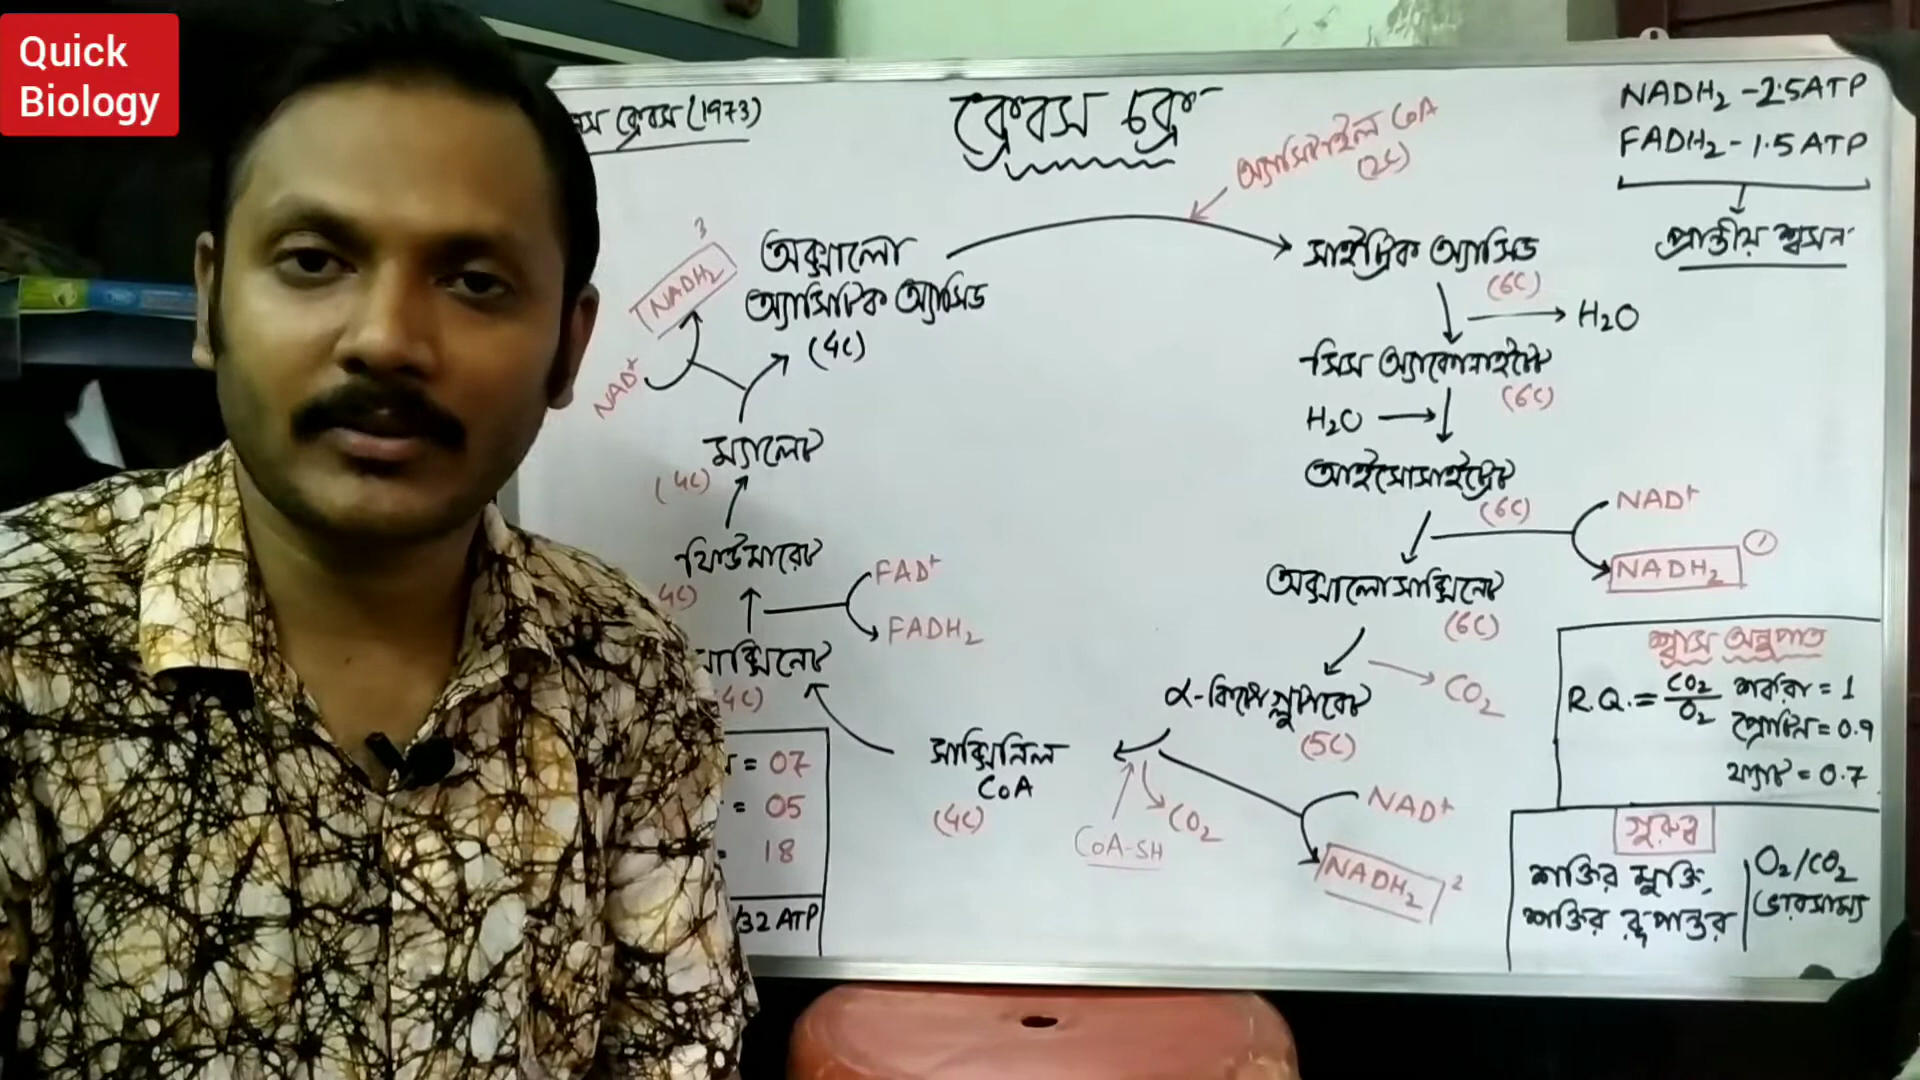 Quick
Biology
ক্রেবস (1973)
ক্রেবস চক্র
অ্যাসিটাইল COA
(2C)
NADH₂ - 2.5ATP
FADH₂ - 1.5ATP
প্রান্তীয় শ্বসন
3
NADH₂
NAD⁺
অক্সালো
অ্যাসিটিক অ্যাসিড
(4C)
সাইট্রিক অ্যাসিড
(6C)
H₂O
সিস অ্যাকোনাইটেট
(6C)
H₂O
আইসোসাইট্রেট
(6C)
NAD⁺
NADH₂
1
অক্সালোসাক্সিনেট
(6C)
CO₂
α-কিটো গ্লুটারেট
(5C)
NAD⁺
NADH₂
2
CO₂
CoA-SH
সাক্সিনিল
COA
(4C)
সাক্সিনেট
4C)
FAD⁺
FADH₂
ফিউমারেট
4C)
ম্যালেট
(4C)
= 07
= 05
18
/32 ATP
শ্বাস অনুপাত
R.Q. = CO₂/O₂
শর্করা = 1
প্রোটিন = 0.9
ফ্যাট = 0.7
গুরুত্ব
শক্তির মুক্তি,
শক্তির রূপান্তর
O₂/CO₂
ভারসাম্য